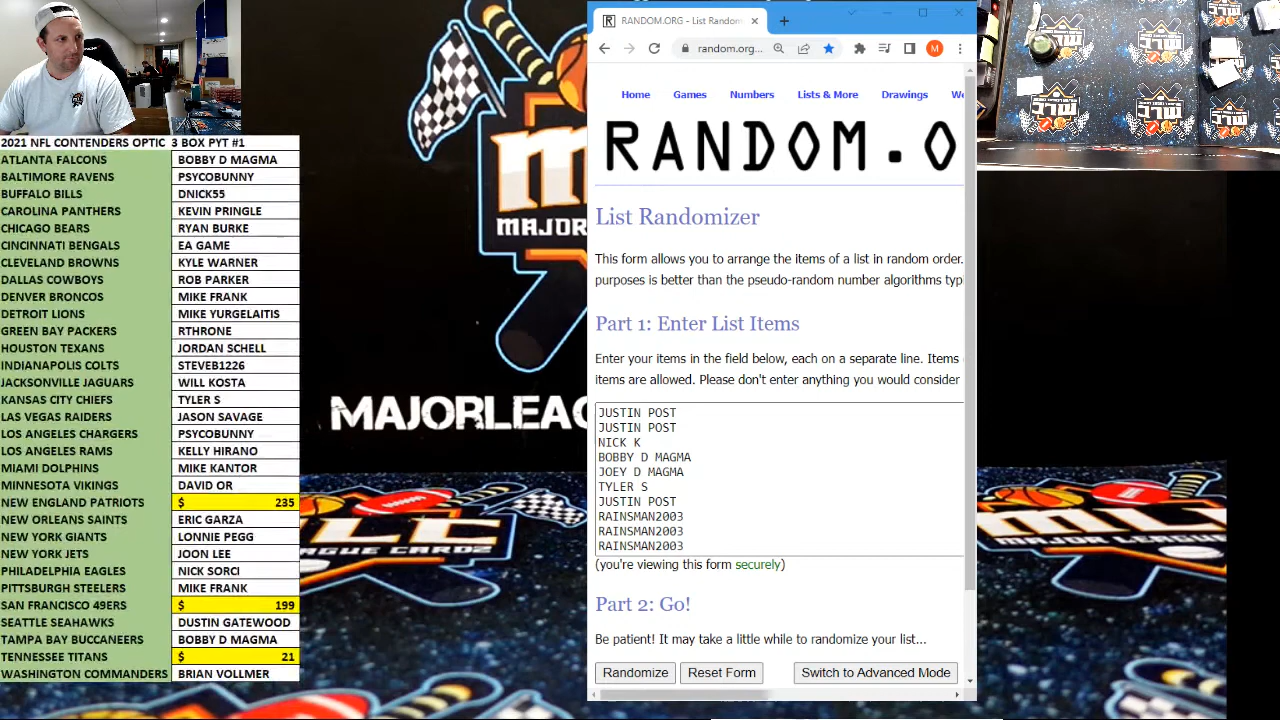 2021 NFL CONTENDERS OPTIC 3 BOX PYT #1
ATLANTA FALCONS BOBBY D MAGMA
BALTIMORE RAVENS PSYCOBUNNY
BUFFALO BILLS DNICK55
CAROLINA PANTHERS KEVIN PRINGLE
CHICAGO BEARS RYAN BURKE
CINCINNATI BENGALS EA GAME
CLEVELAND BROWNS KYLE WARNER
DALLAS COWBOYS ROB PARKER
DENVER BRONCOS MIKE FRANK
DETROIT LIONS MIKE YURGELAITIS
GREEN BAY PACKERS RTHRONE
HOUSTON TEXANS JORDAN SCHELL
INDIANAPOLIS COLTS STEVEB1226
JACKSONVILLE JAGUARS WILL KOSTA
KANSAS CITY CHIEFS TYLER S
LAS VEGAS RAIDERS JASON SAVAGE
LOS ANGELES CHARGERS PSYCOBUNNY
LOS ANGELES RAMS KELLY HIRANO
MIAMI DOLPHINS MIKE KANTOR
MINNESOTA VIKINGS DAVID OR
NEW ENGLAND PATRIOTS $ 235
NEW ORLEANS SAINTS ERIC GARZA
NEW YORK GIANTS LONNIE PEGG
NEW YORK JETS JOON LEE
PHILADELPHIA EAGLES NICK SORCI
PITTSBURGH STEELERS MIKE FRANK
SAN FRANCISCO 49ERS $ 199
SEATTLE SEAHAWKS DUSTIN GATEWOOD
TAMPA BAY BUCCANEERS BOBBY D MAGMA
TENNESSEE TITANS $ 21
WASHINGTON COMMANDERS BRIAN VOLLMER
MAJOR
MAJORLEAG
MLC
AGUE CARDZ
RANDOM.ORG - List Random
random.org...
M
Home Games Numbers Lists & More Drawings We
RANDOM.O
List Randomizer
This form allows you to arrange the items of a list in random order.
purposes is better than the pseudo-random number algorithms typi
Part 1: Enter List Items
Enter your items in the field below, each on a separate line. Items
items are allowed. Please don't enter anything you would consider
JUSTIN POST
JUSTIN POST
NICK K
BOBBY D MAGMA
JOEY D MAGMA
TYLER S
JUSTIN POST
RAINSMAN2003
RAINSMAN2003
RAINSMAN2003
(you're viewing this form securely)
Part 2: Go!
Be patient! It may take a little while to randomize your list...
Randomize Reset Form Switch to Advanced Mode